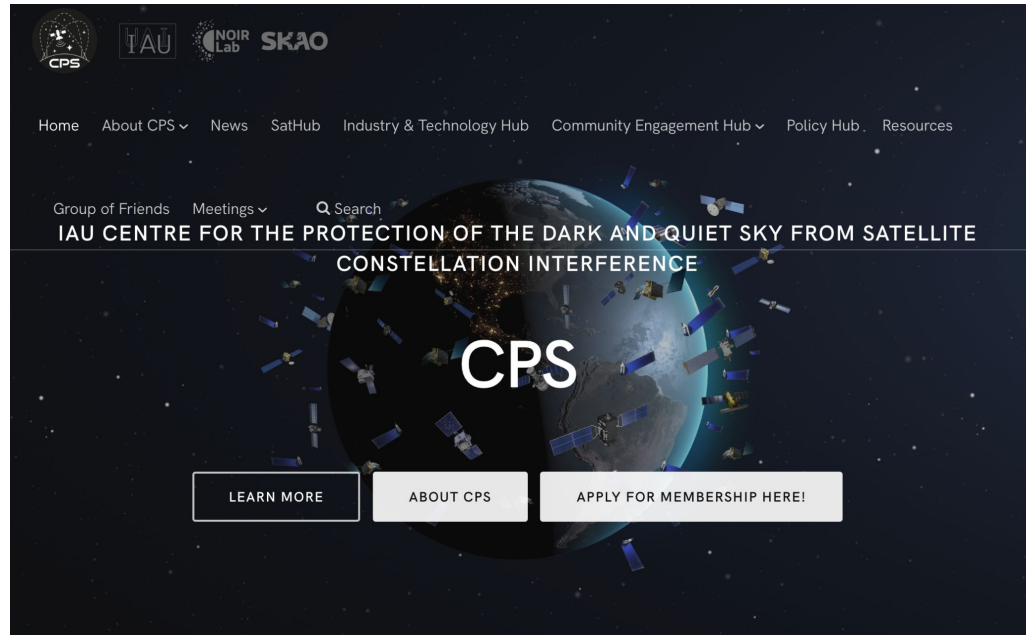 CPS
IAU
NOIR
Lab
SKAO
Home About CPS News SatHub Industry & Technology Hub Community Engagement Hub Policy Hub Resources
Group of Friends Meetings Search
IAU CENTRE FOR THE PROTECTION OF THE DARK AND QUIET SKY FROM SATELLITE
CONSTELLATION INTERFERENCE
CPS
LEARN MORE ABOUT CPS APPLY FOR MEMBERSHIP HERE!